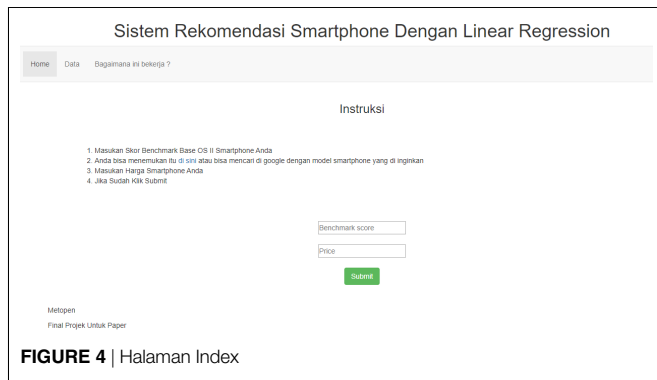 Sistem Rekomendasi Smartphone Dengan Linear Regression
Home Data Bagaimana ini bekerja ?
Instruksi
1. Masukan Skor Benchmark Base OS II Smartphone Anda
2. Anda bisa menemukan itu di sini atau bisa mencari di google dengan model smartphone yang di inginkan
3. Masukan Harga Smartphone Anda
4. Jika Sudah Klik Submit
Benchmark score
Price
Submit
Metopen
Final Projek Untuk Paper
FIGURE 4 | Halaman Index